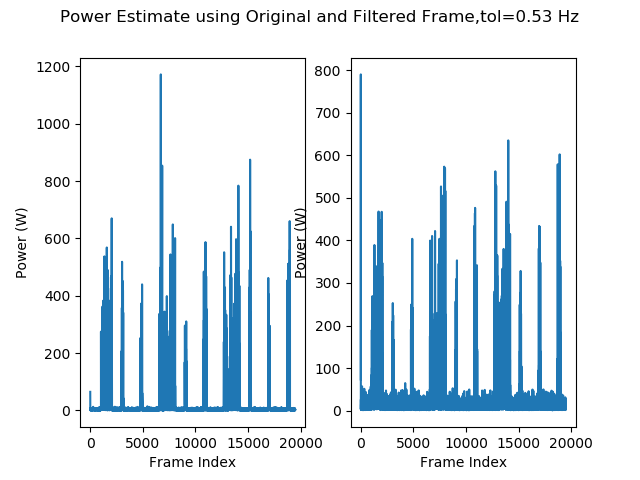 Power Estimate using Original and Filtered Frame,tol=0.53 Hz
1200
1000
800
600
400
200
0
Power (W)
0 5000 10000 15000 20000
Frame Index
800
700
600
500
400
300
200
100
0
Power (W)
0 5000 10000 15000 20000
Frame Index